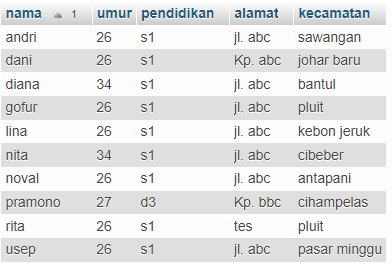 nama 1 umur pendidikan alamat kecamatan
andri 26 s1 jl. abc sawangan
dani 26 s1 Kp. abc johar baru
diana 34 s1 jl. abc bantul
gofur 26 s1 jl. abc pluit
lina 26 s1 jl. abc kebon jeruk
nita 34 s1 jl. abc cibeber
noval 26 s1 jl. abc antapani
pramono 27 d3 Kp. bbc cihampelas
rita 26 s1 tes pluit
usep 26 s1 jl. abc pasar minggu